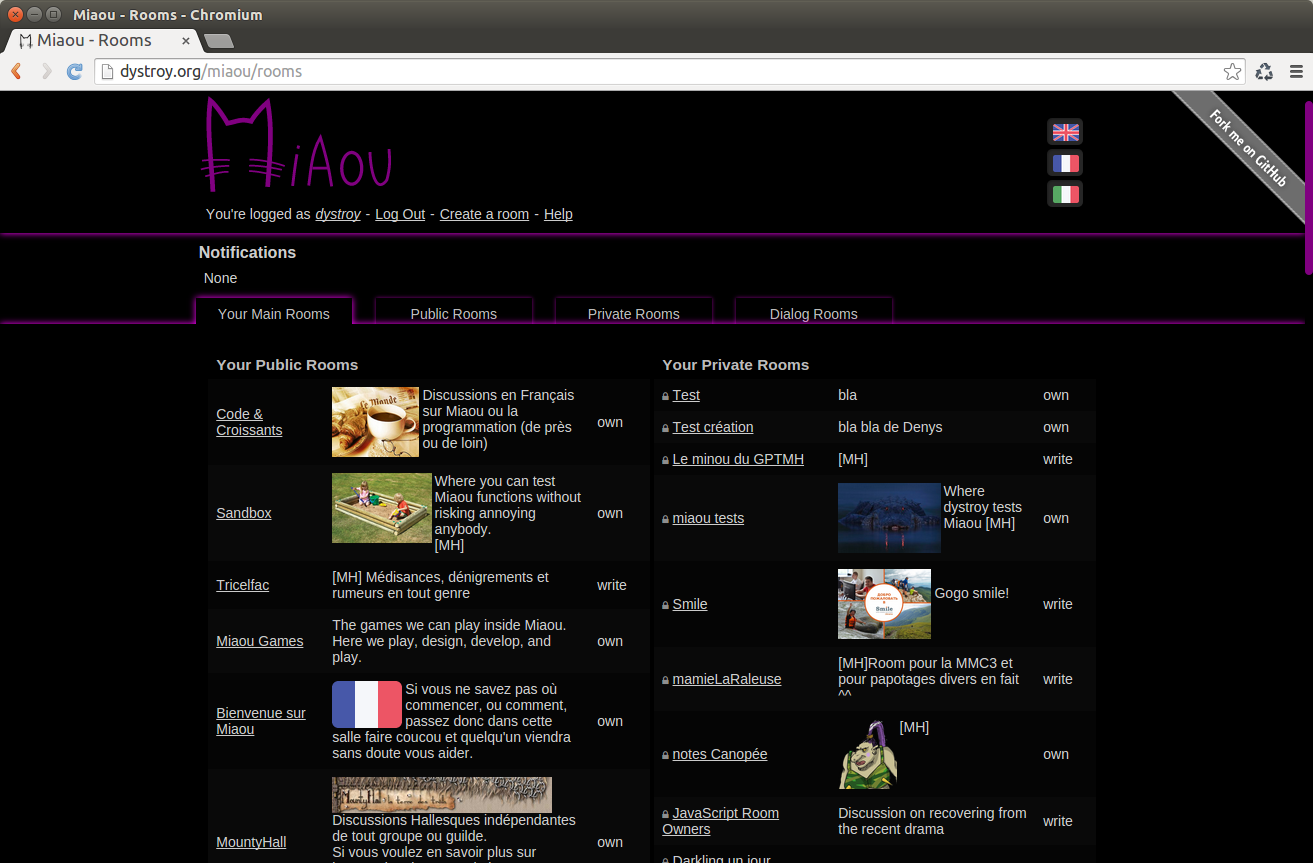 Miaou - Rooms - Chromium
Miaou - Rooms
dystroy.org/miaou/rooms
MiAOU
Fork me on GitHub
You're logged as dystroy - Log Out - Create a room - Help
Notifications
None
Your Main Rooms
Public Rooms
Private Rooms
Dialog Rooms
Your Public Rooms
Code &
Croissants
Le Monde
Discussions en Français
sur Miaou ou la
programmation (de près
ou de loin)
own
Sandbox
Where you can test
Miaou functions without
risking annoying
anybody.
[MH]
own
Tricelfac
[MH] Médisances, dénigrements et
rumeurs en tout genre
write
Miaou Games
The games we can play inside Miaou.
Here we play, design, develop, and
play.
own
Bienvenue sur
Miaou
Si vous ne savez pas où
commencer, ou comment,
passez donc dans cette
salle faire coucou et quelqu'un viendra
sans doute vous aider.
own
MountyHall
MountyHall la terre des trolls
Discussions Hallesques indépendantes
de tout groupe ou guilde.
Si vous voulez en savoir plus sur
own
Your Private Rooms
Test
bla
own
Test création
bla bla de Denys
own
Le minou du GPTMH
[MH]
write
miaou tests
Where
dystroy tests
Miaou [MH]
own
Smile
ДОБРО
ПОЖАЛОВАТЬ
В
Smile
Gogo smile!
write
mamieLaRaleuse
[MH]Room pour la MMC3 et
pour papotages divers en fait
^^
write
notes Canopée
[MH]
own
JavaScript Room
Owners
Discussion on recovering from
the recent drama
write
Darkling un jour